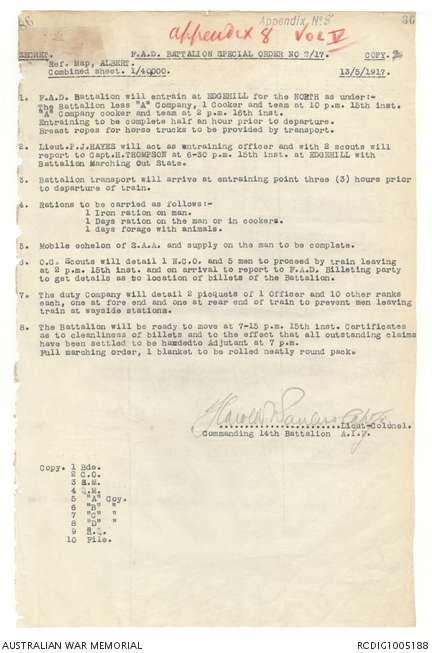 86
Appendix, No 8
appendix 8 Vol V
36
SECRET. F.A.D. BATTALION SPECIAL ORDER NO 2/17. COPY.
Ref. Map, ALBERT.
Combined sheet. 1/40000. 13/5/1917.
1. F.A.D. Battalion will entrain at EDGEHILL for the NORTH as under:-
The Battalion less "A" Company, 1 Cooker and team at 10 p.m. 15th inst.
"A" Company cooker and team at 2 p.m. 16th inst.
Entraining to be complete half an hour prior to departure.
Breast ropes for horse trucks to be provided by transport.
2. Lieut.P.J.HAYES will act as entraining officer and with 2 scouts will
report to Capt.H.THOMPSON at 6-30 p.m. 15th inst. at EDGEHILL with
Battalion Marching Out State.
3. Battalion transport will arrive at entraining point three (3) hours prior
to departure of train.
4. Rations to be carried as follows:-
1 Iron ration on man.
1 Days ration on the man or in cookers.
1 days forage with animals.
5. Mobile echelon of S.A.A. and supply on the man to be complete.
6. O.C. Scouts will detail 1 N.C.O. and 5 men to proceed by train leaving
at 2 p.m. 15th inst. and on arrival to report to F.A.D. Billeting party
to get details as to location of billets of the Battalion.
7. The duty Company will detail 2 picquets of 1 Officer and 10 other ranks
each, one at fore end and one at rear end of train to prevent men leaving
train at wayside stations.
8. The Battalion will be ready to move at 7-15 p.m. 15th inst. Certificates
as to cleanliness of billets and to the effect that all outstanding claims
have been settled to be handedto Adjutant at 7 p.m.
Full marching order, 1 blanket to be rolled neatly round pack.
Harold Wanliss Capt
......................Lieut-Colonel.
Commanding 14th Battalion A.I.F.
Copy. 1 Bde.
2 C.O.
3 S.M.
4 Q.M.
5 "A" Coy.
6 "B" "
7 "C" "
8 "D" "
9 H.Q.
10 File.
AUSTRALIAN WAR MEMORIAL RCDIG1005188